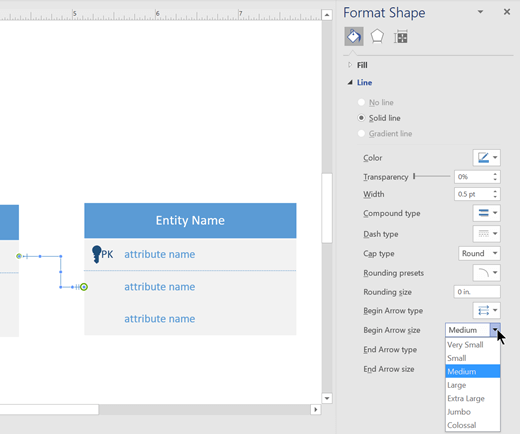 5
6
7
Entity Name
PK attribute name
attribute name
attribute name
Format Shape
Fill
Line
No line
Solid line
Gradient line
Color
Transparency 0%
Width 0.5 pt
Compound type
Dash type
Cap type Round
Rounding presets
Rounding size 0 in.
Begin Arrow type
Begin Arrow size Medium
Very Small
End Arrow type Small
Medium
End Arrow size Large
Extra Large
Jumbo
Colossal